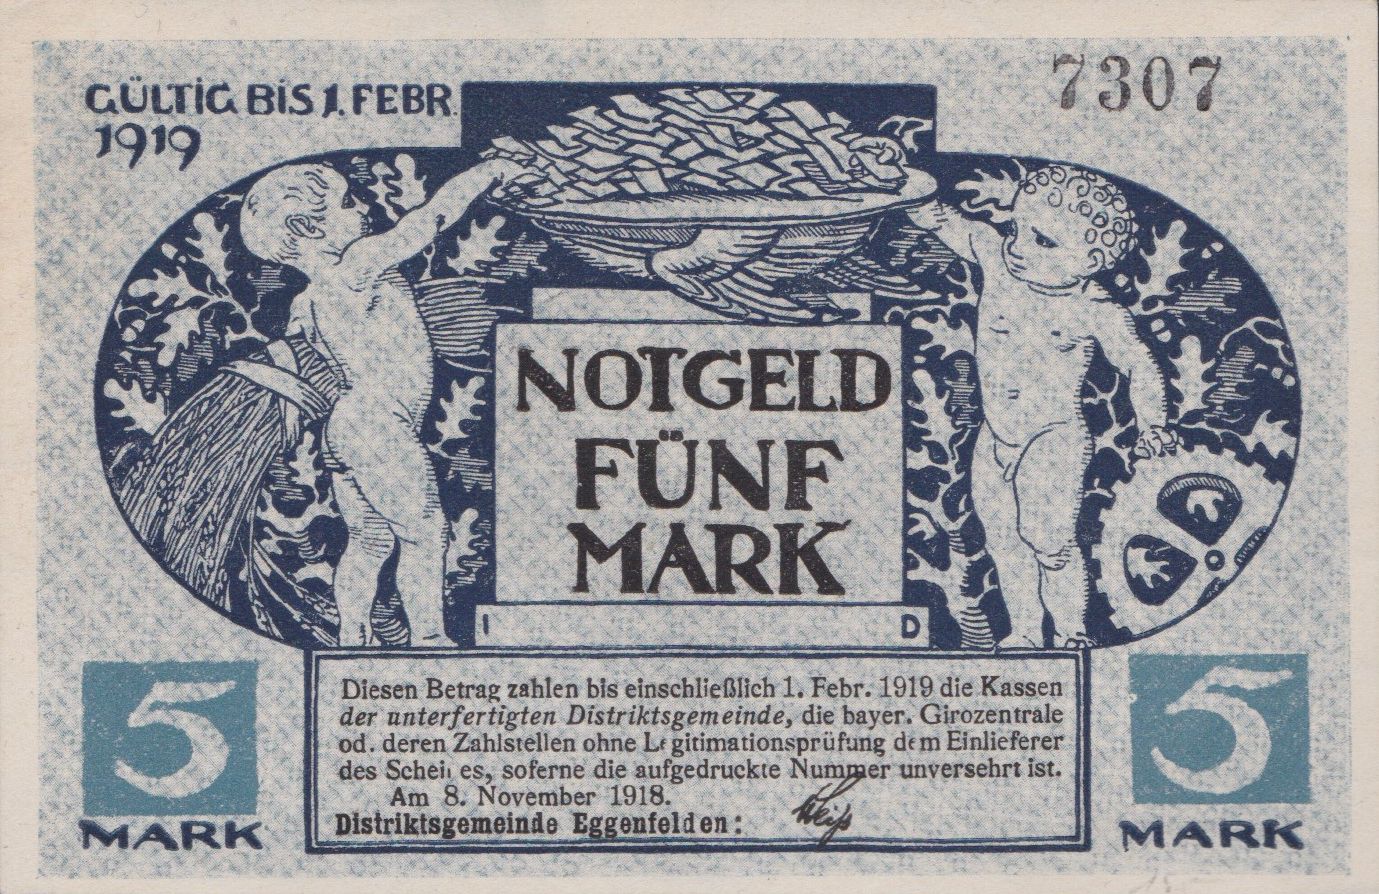 GÜLTIG BIS 1. FEBR.
1919
7307
NOTGELD
FÜNF
MARK
I D
Diesen Betrag zahlen bis einschließlich 1. Febr. 1919 die Kassen
der unterfertigten Distriktsgemeinde, die bayer. Girozentrale
od. deren Zahlstellen ohne Legitimationsprüfung dem Einlieferer
des Scheines, soferne die aufgedruckte Nummer unversehrt ist.
Am 8. November 1918.
Distriktsgemeinde Eggenfelden:
5
MARK
5
MARK